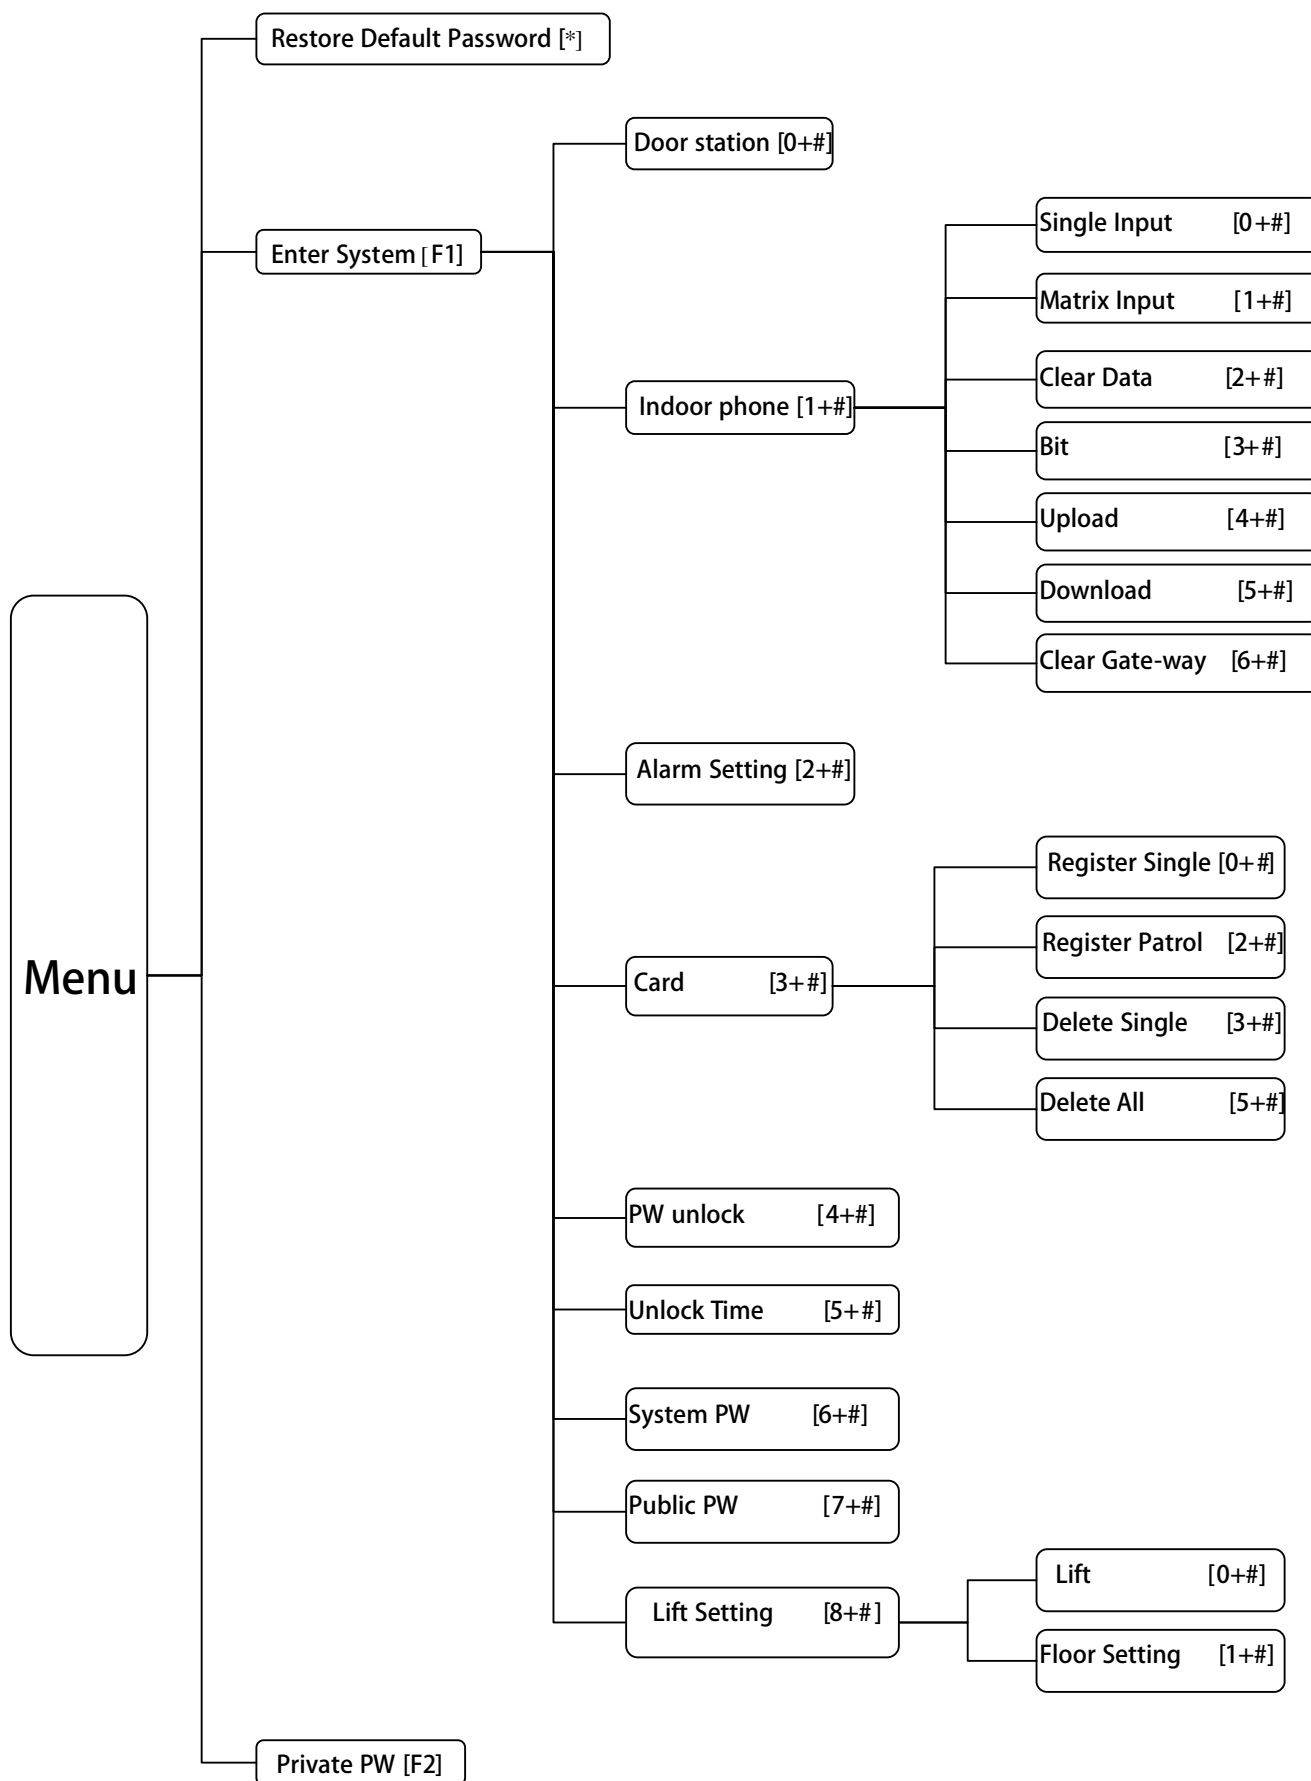 Restore Default Password [*]
Door station [0+#]
Single Input [0+#]
Enter System [F1]
Matrix Input [1+#]
Clear Data [2+#]
Indoor phone [1+#]
Bit [3+#]
Upload [4+#]
Download [5+#]
Clear Gate-way [6+#]
Alarm Setting [2+#]
Register Single [0+#]
Register Patrol [2+#]
Menu
Card [3+#]
Delete Single [3+#]
Delete All [5+#]
PW unlock [4+#]
Unlock Time [5+#]
System PW [6+#]
Public PW [7+#]
Lift [0+#]
Lift Setting [8+#]
Floor Setting [1+#]
Private PW [F2]